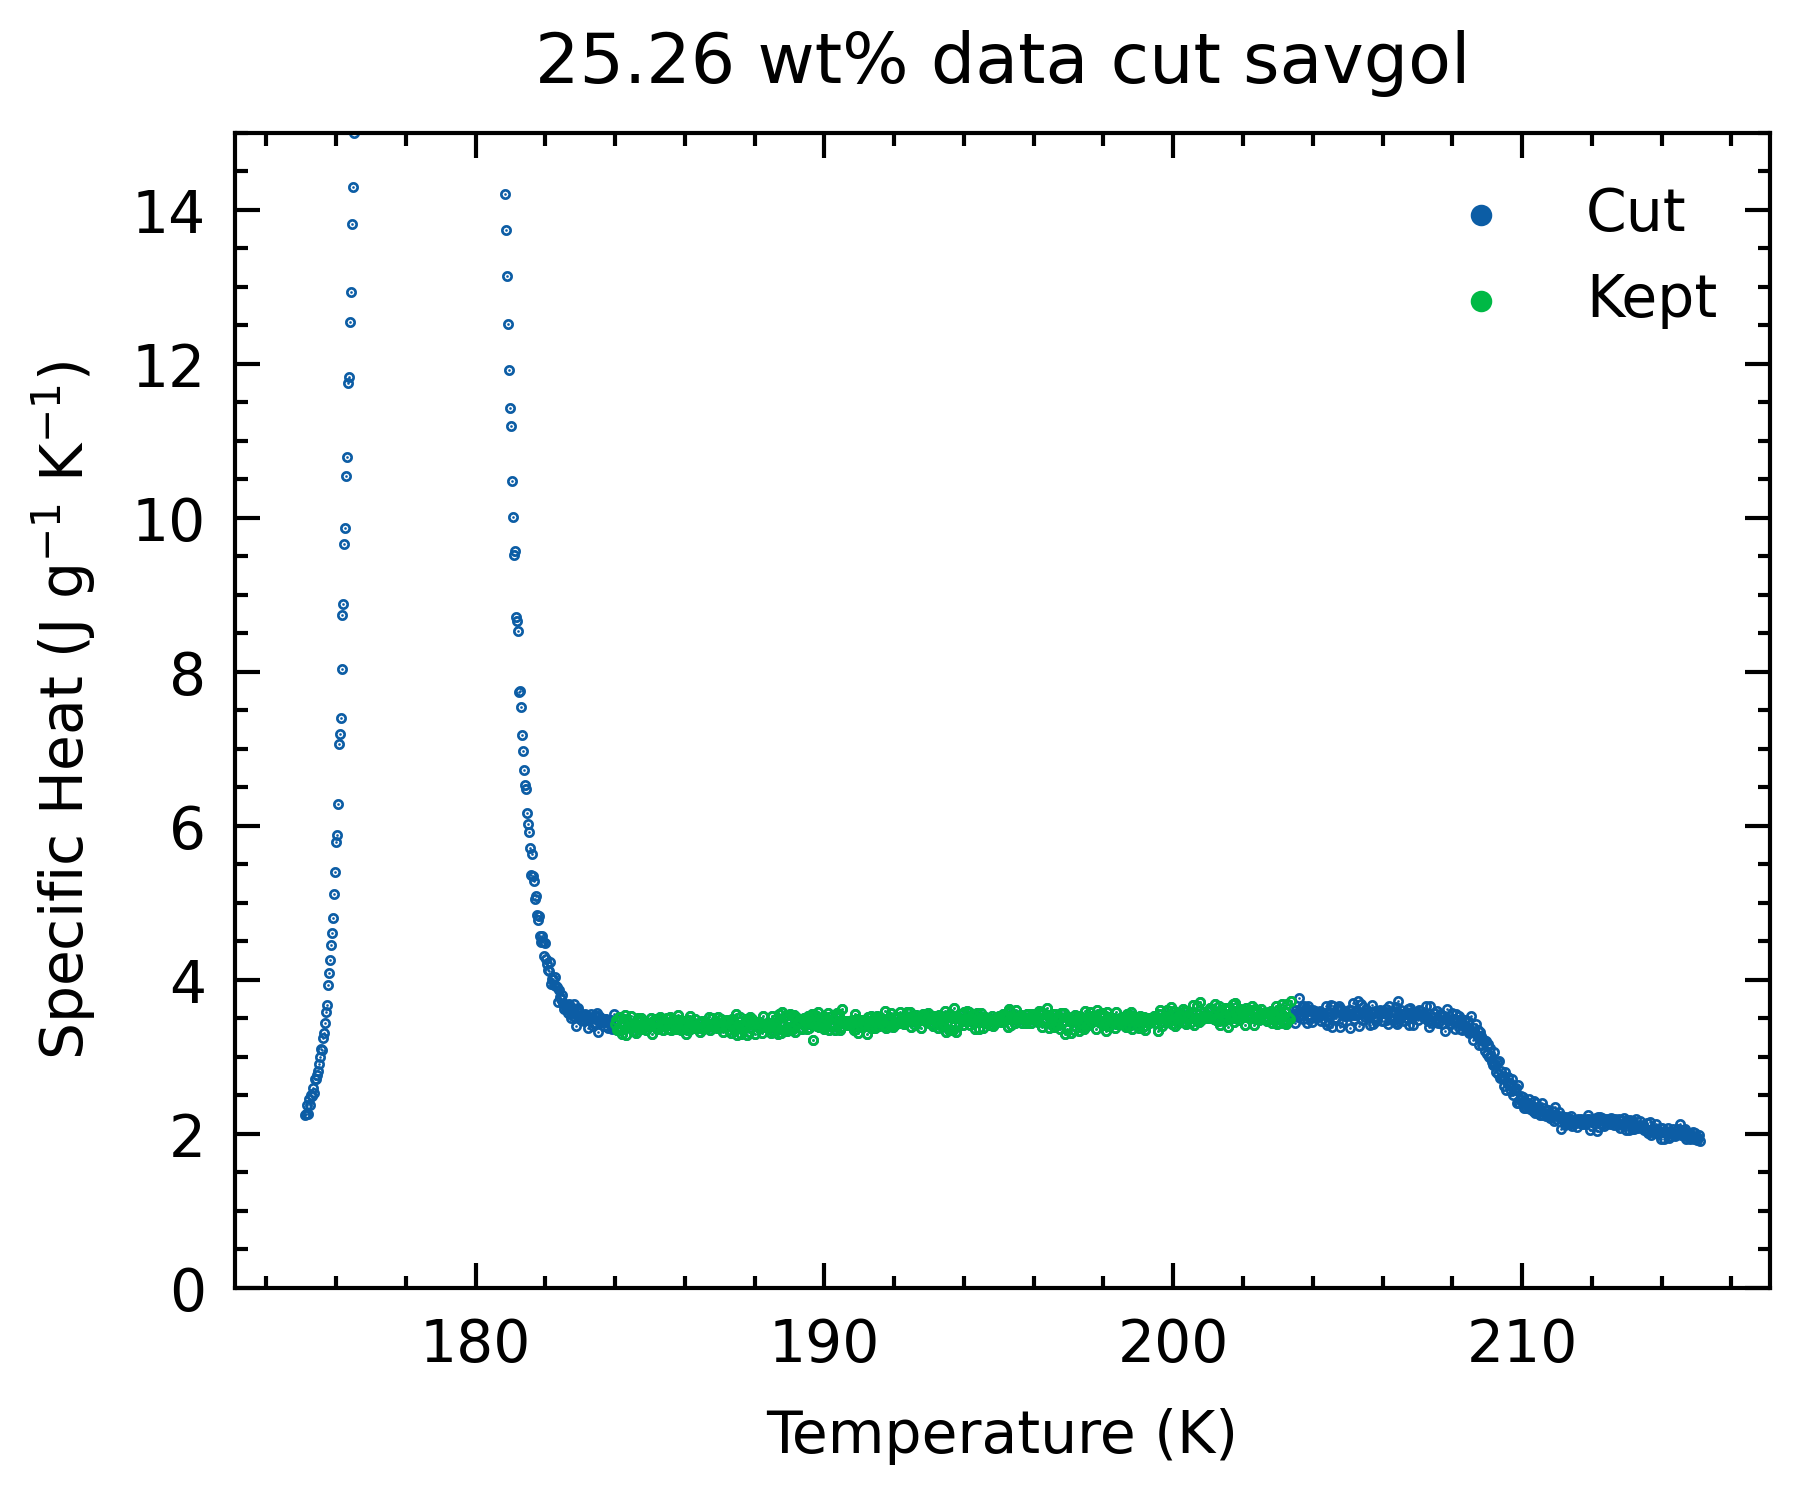 25.26 wt% data cut savgol
Cut
Kept
14
12
10
8
6
4
2
0
Specific Heat (J g⁻¹ K⁻¹)
180 190 200 210
Temperature (K)